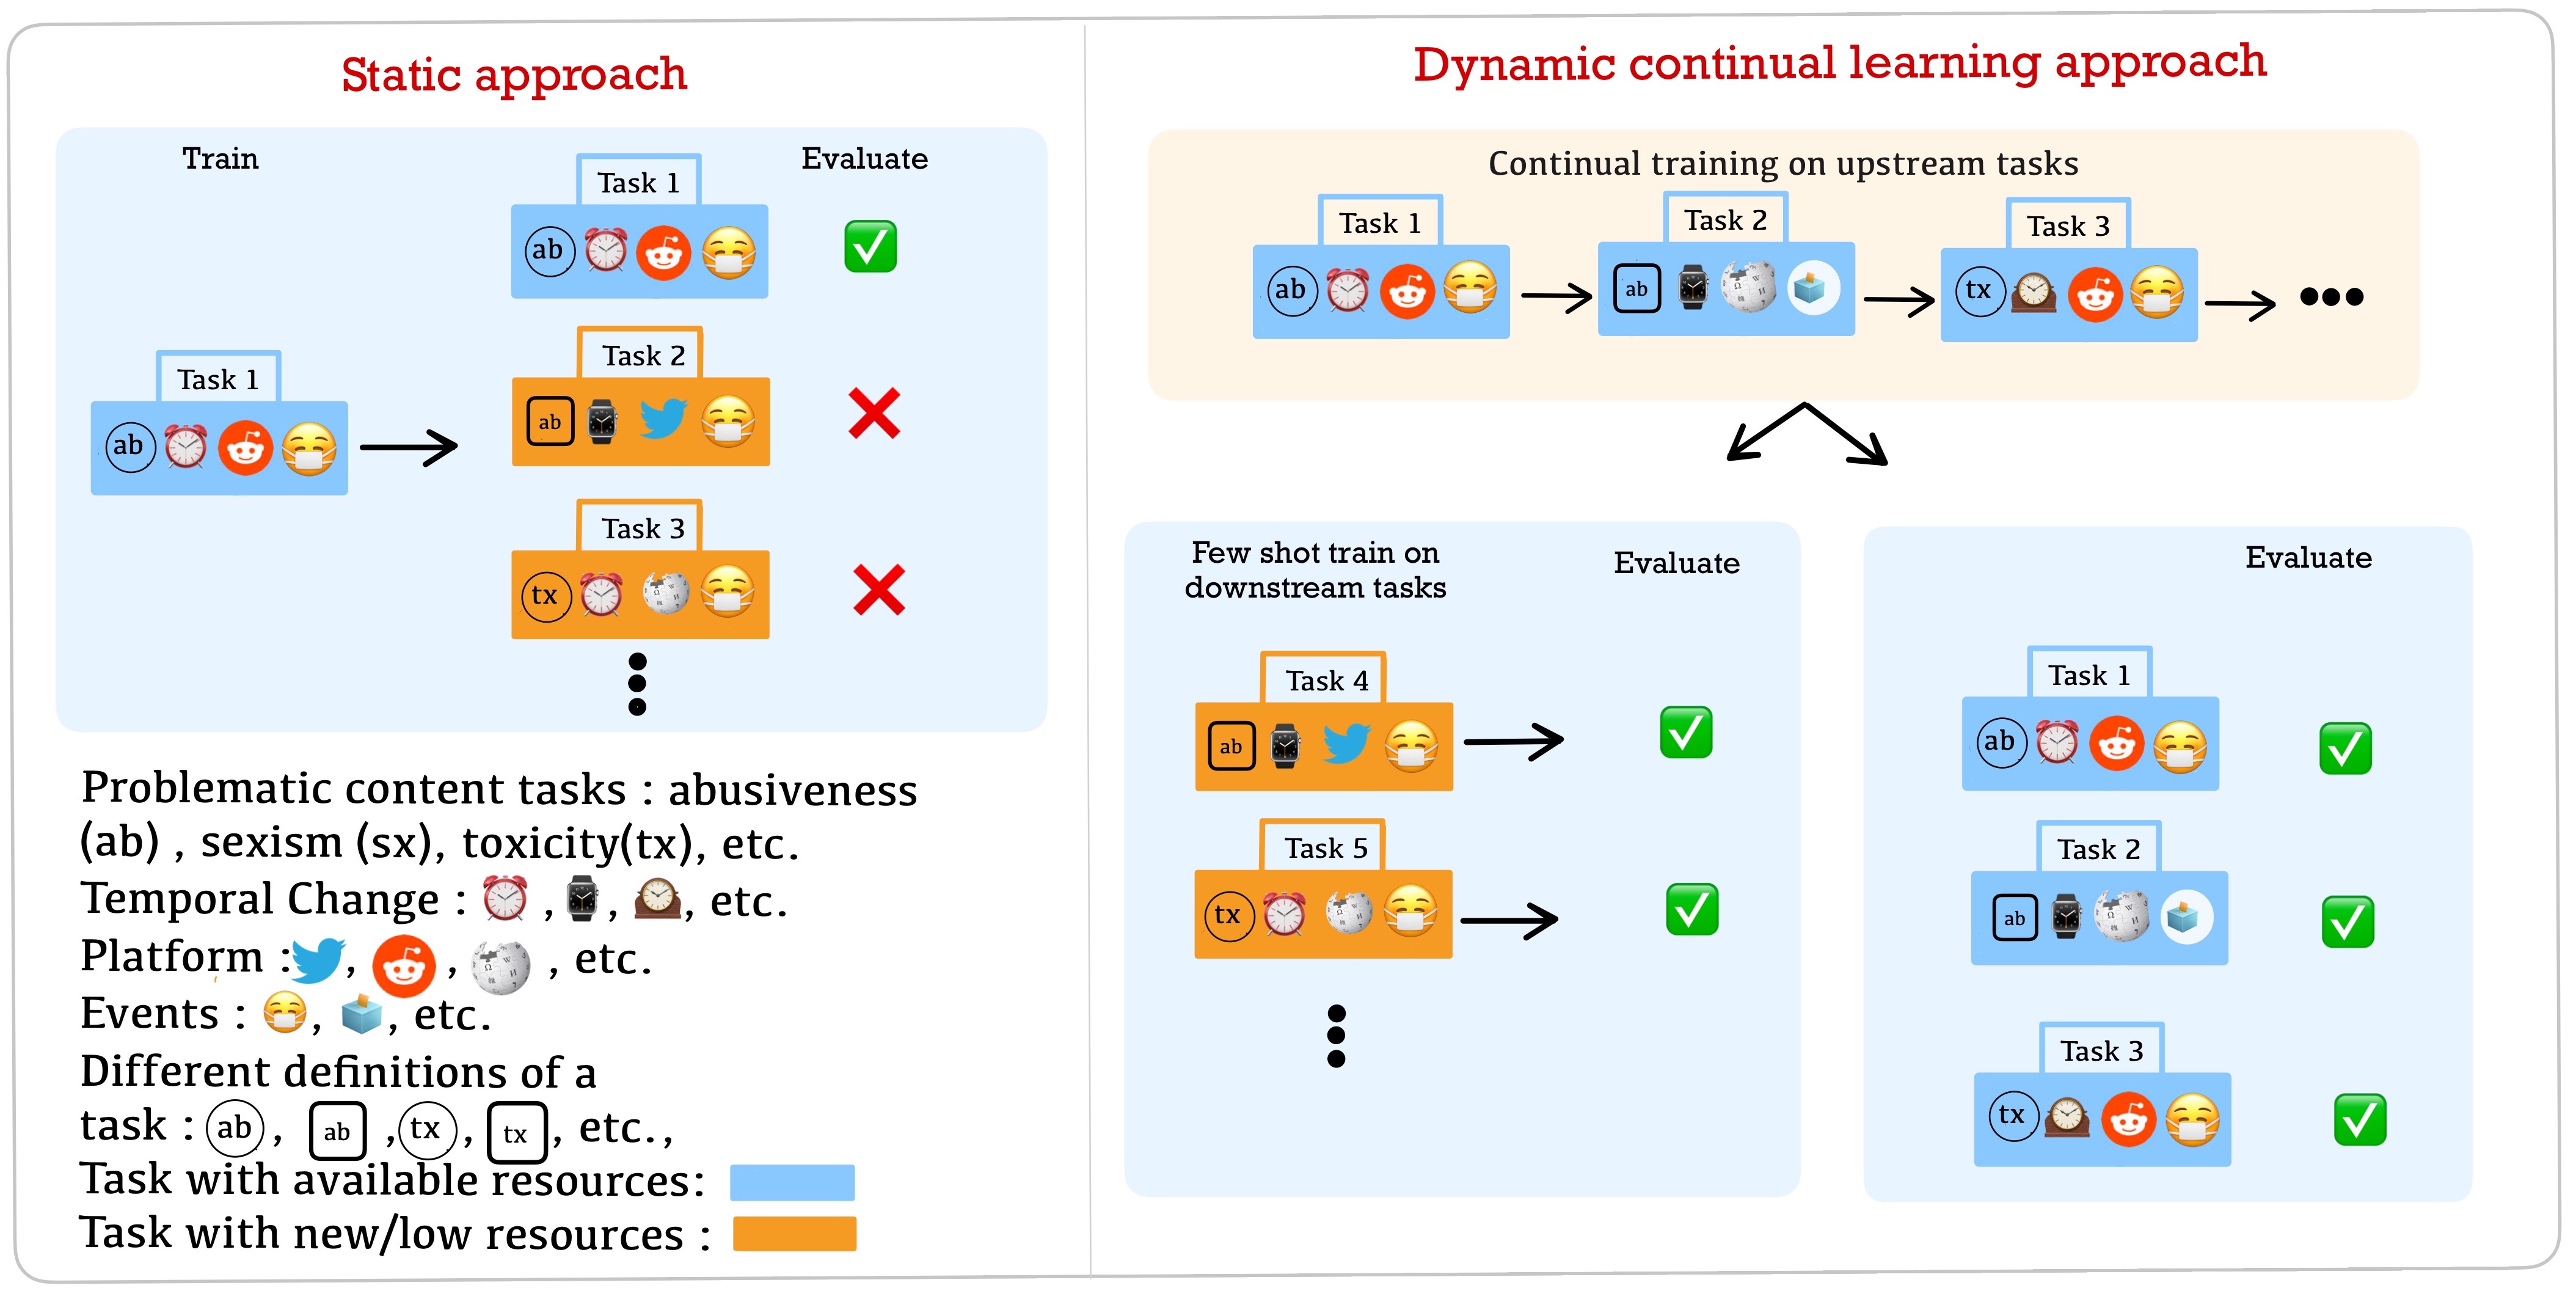 Static approach
Train
Evaluate
Task 1
ab
Task 2
ab
Task 1
ab
Task 3
tx
Problematic content tasks : abusiveness
(ab) , sexism (sx), toxicity(tx), etc.
Temporal Change : , , , etc.
Platform : , , , etc.
Events : , , etc.
Different definitions of a
task : ab , ab , tx , tx , etc.,
Task with available resources:
Task with new/low resources :
Dynamic continual learning approach
Continual training on upstream tasks
Task 1
ab
Task 2
ab
Task 3
tx
Few shot train on
downstream tasks
Evaluate
Task 4
ab
Task 5
tx
Evaluate
Task 1
ab
Task 2
ab
Task 3
tx